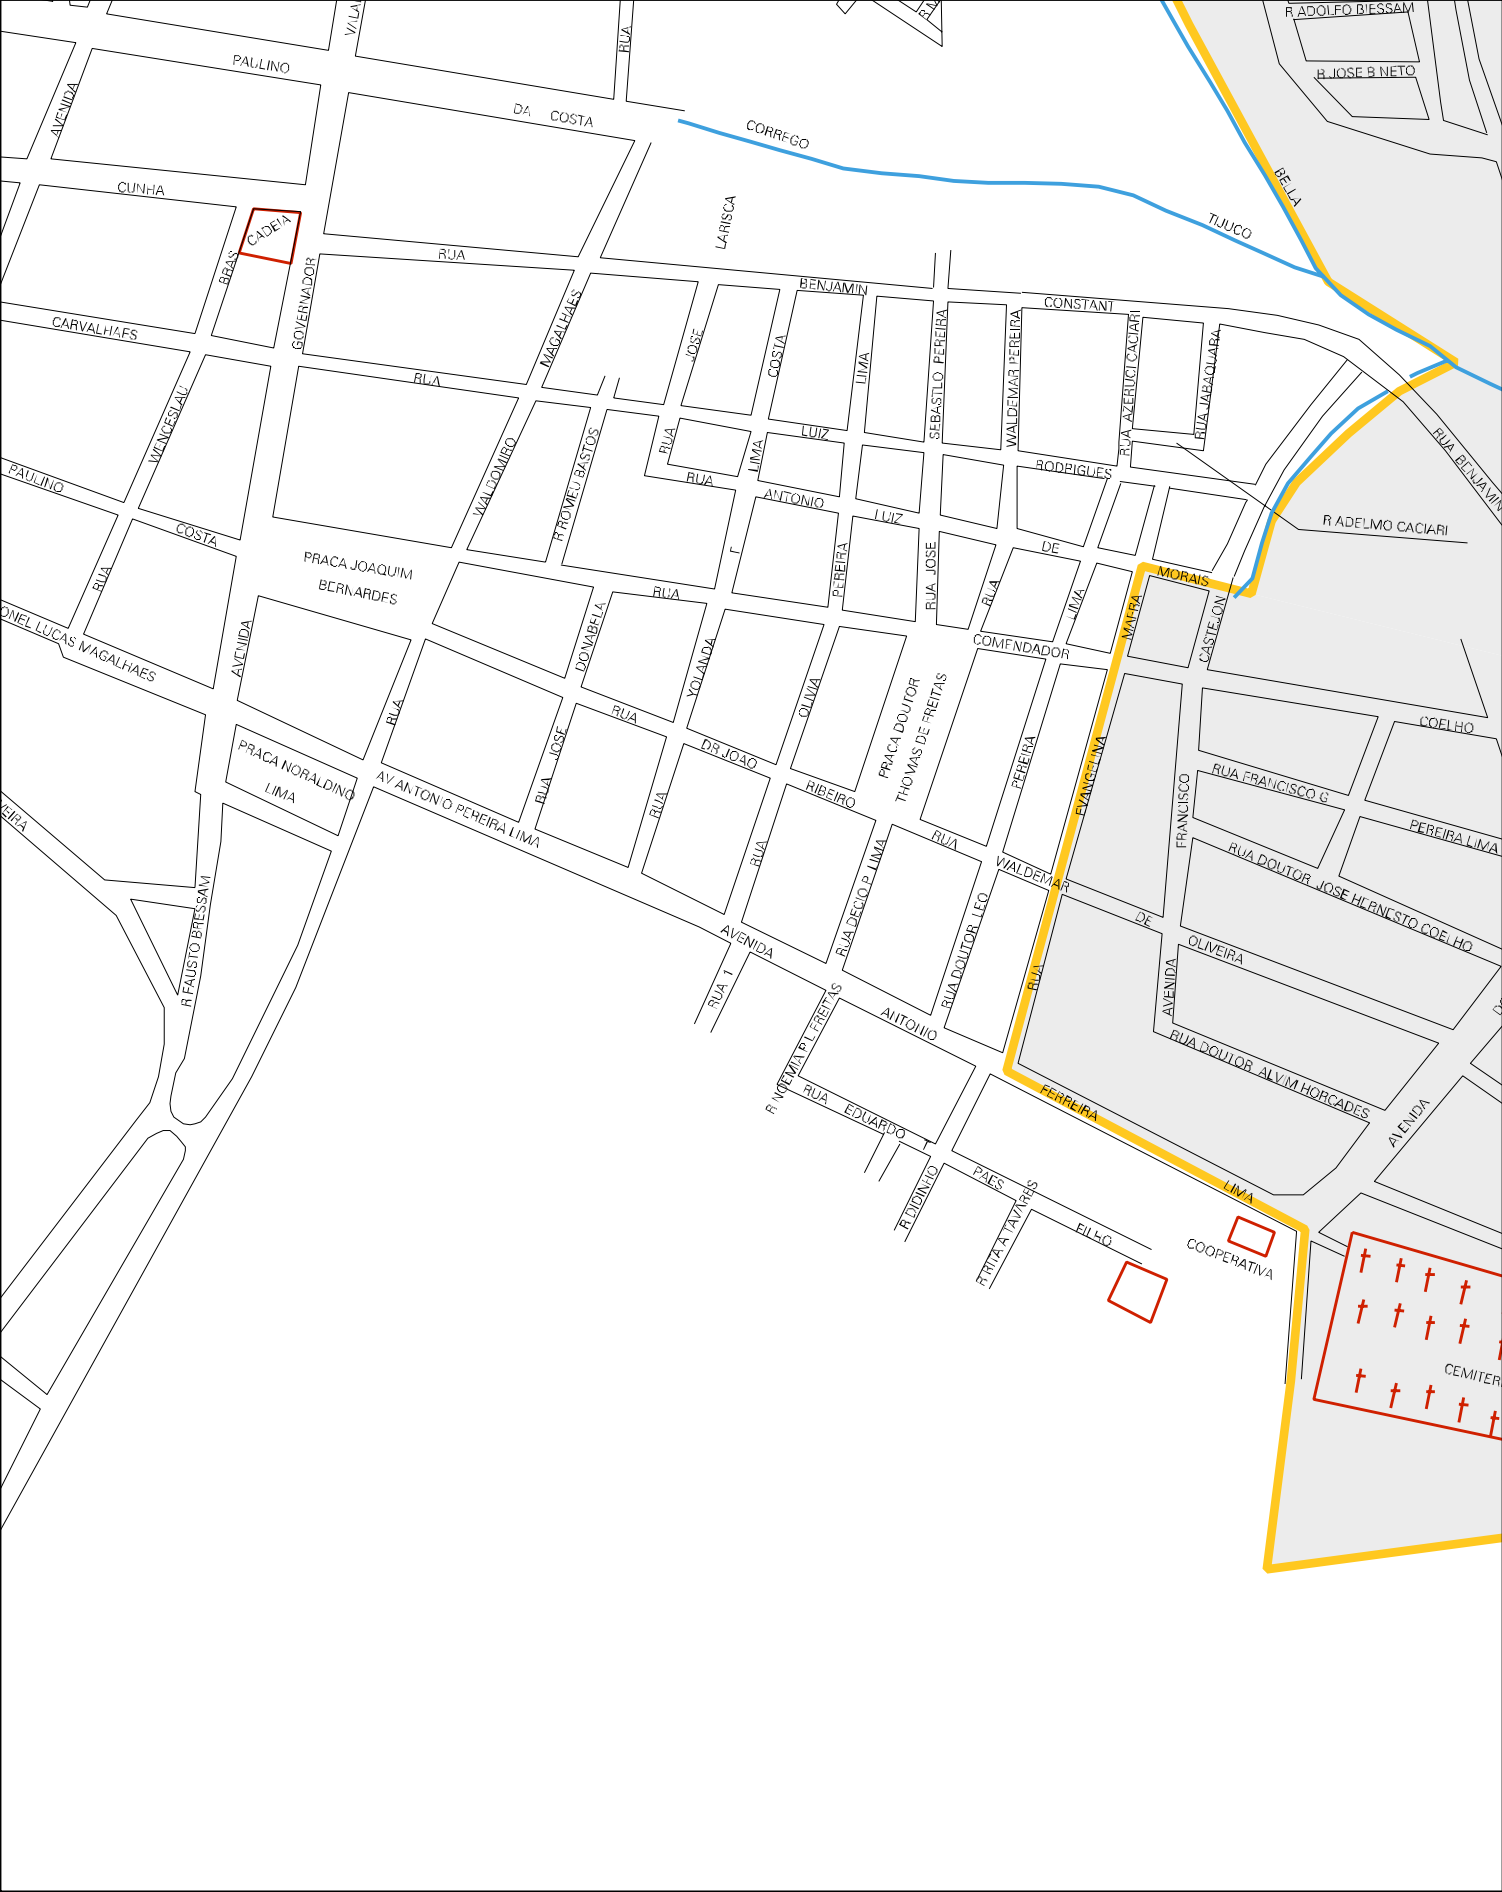 R ADOLFO BIESSAM
R JOSE B NETO
RUA
PAULINO
AVENIDA
DA COSTA
CORREGO
BELLA
TIJUCO
LARISCA
CUNHA
CADEIA
BRAS
GOVERNADOR
RUA
BENJAMIN
CONSTANT
CARVALHAES
MAGALHAES
JOSE
COSTA
LIMA
SEBASTIO PEREIRA
WALDEMAR PEREIRA
RUA AZERUCI CACIARI
RUA JABAQUARA
RUA
WENCESLAU
WALDOMIRO
R ROMEU BASTOS
RUA
LIMA
LUIZ
RODRIGUES
RUA BENJAMIN
PAULINO
COSTA
RUA
ANTONIO
LUIZ
DE
MORAIS
R ADELMO CACIARI
PRACA JOAQUIM
BERNARDES
RUA
PEREIRA
RUA JOSE
RUA
LIMA
MAFRA
CASTEJON
ONEL LUCAS MAGALHAES
AVENIDA
RUA
DONABELA
YOLANDA
OLIVIA
COMENDADOR
PRACA DOUTOR
THOMAS DE FREITAS
COELHO
PRACA NORALDINO
LIMA
RUA
RUA JOSE
RUA
DR JOAO
RIBEIRO
RUA
PEREIRA
EVANGELINA
FRANCISCO
RUA FRANCISCO G
PEREIRA LIMA
RUA DOUTOR JOSE HERNESTO COELHO
AV ANTONIO PEREIRA LIMA
RUA
RUA
WALDEMAR
DE
OLIVEIRA
VEIRA
R FAUSTO BRESSAM
RUA DECIO P LIMA
RUA DOUTOR LEO
RUA
AVENIDA
AVENIDA
RUA 1
ANTONIO
RUA DOUTOR ALVIM HORCADES
R NOEMIA P L FREITAS
RUA
EDUARDO
FERREIRA
AVENIDA
R DIDINHO
PAES
R RITA A TAVARES
FILHO
LIMA
COOPERATIVA
CEMITER